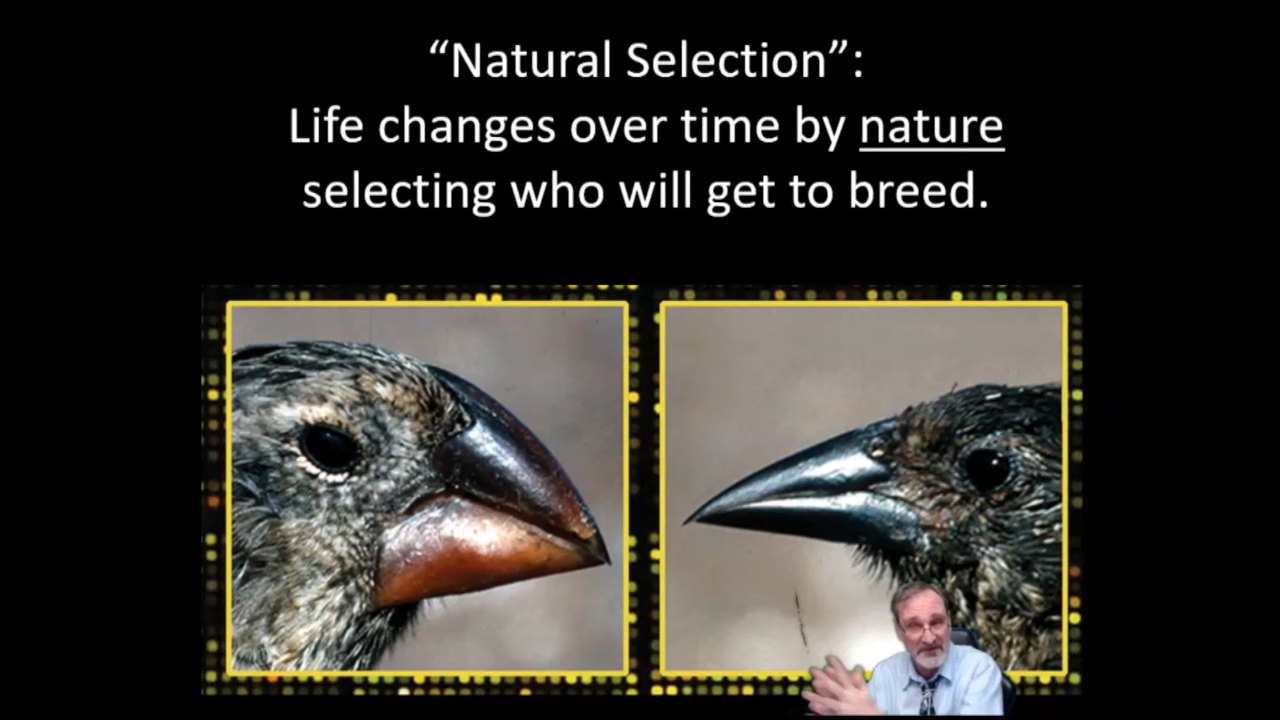 “Natural Selection”:
Life changes over time by nature
selecting who will get to breed.